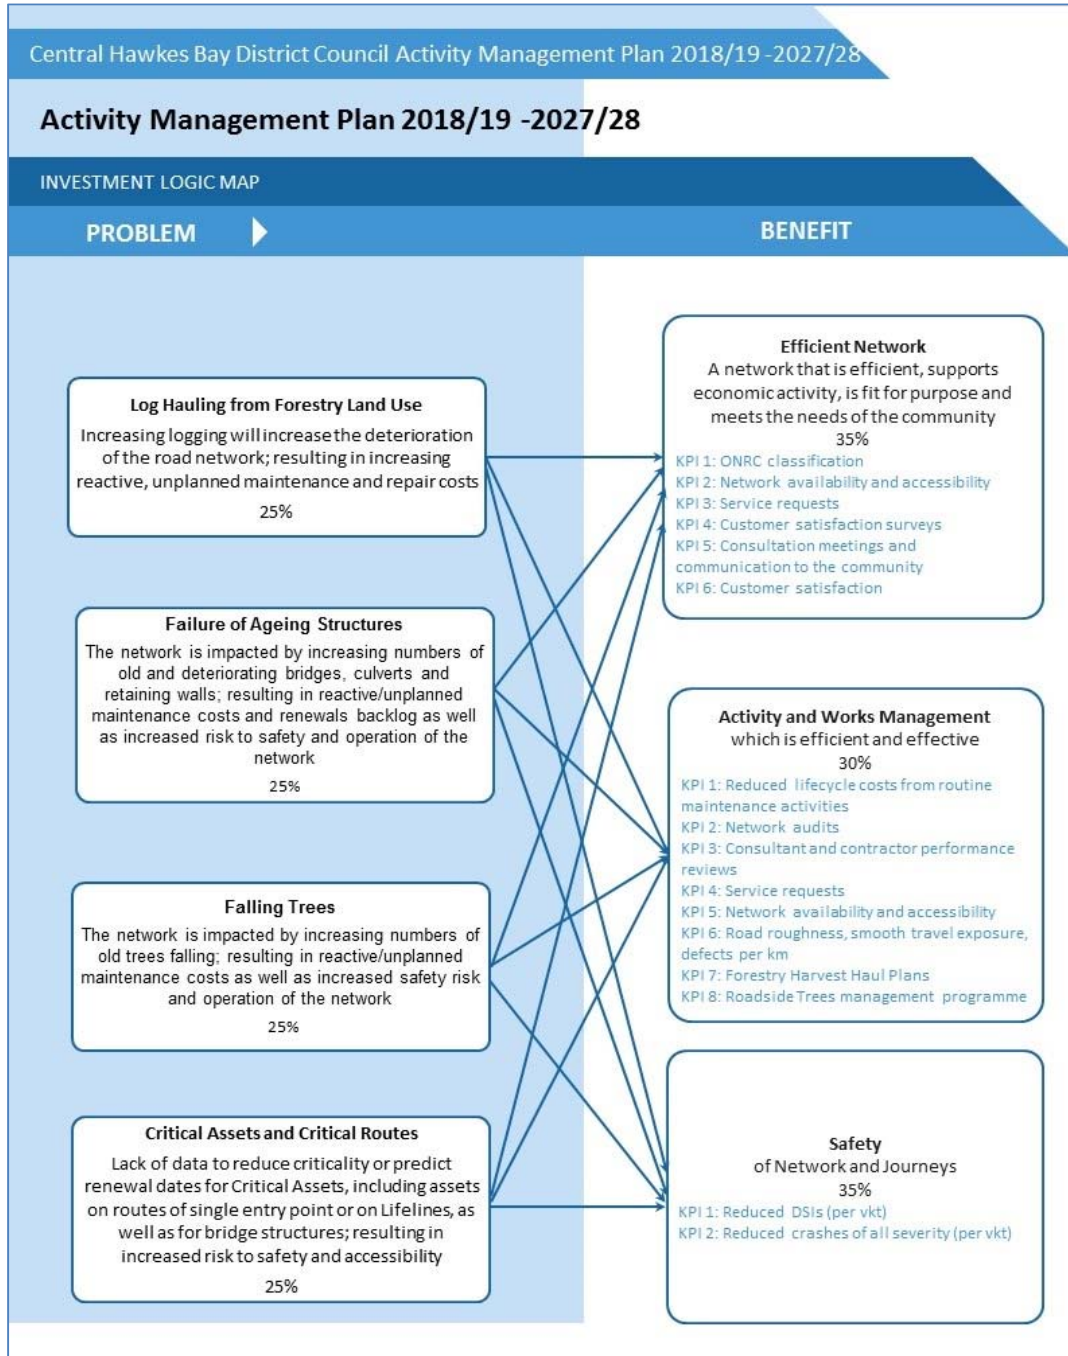 Central Hawkes Bay District Council Activity Management Plan 2018/19 -2027/28
Activity Management Plan 2018/19 -2027/28
INVESTMENT LOGIC MAP
PROBLEM
BENEFIT
Log Hauling from Forestry Land Use
Increasing logging will increase the deterioration
of the road network; resulting in increasing
reactive, unplanned maintenance and repair costs
25%
Failure of Ageing Structures
The network is impacted by increasing numbers of
old and deteriorating bridges, culverts and
retaining walls; resulting in reactive/unplanned
maintenance costs and renewals backlog as well
as increased risk to safety and operation of the
network
25%
Falling Trees
The network is impacted by increasing numbers of
old trees falling; resulting in reactive/unplanned
maintenance costs as well as increased safety risk
and operation of the network
25%
Critical Assets and Critical Routes
Lack of data to reduce criticality or predict
renewal dates for Critical Assets, including assets
on routes of single entry point or on Lifelines, as
well as for bridge structures; resulting in
increased risk to safety and accessibility
25%
Efficient Network
A network that is efficient, supports
economic activity, is fit for purpose and
meets the needs of the community
35%
KPI 1: ONRC classification
KPI 2: Network availability and accessibility
KPI 3: Service requests
KPI 4: Customer satisfaction surveys
KPI 5: Consultation meetings and
communication to the community
KPI 6: Customer satisfaction
Activity and Works Management
which is efficient and effective
30%
KPI 1: Reduced lifecycle costs from routine
maintenance activities
KPI 2: Network audits
KPI 3: Consultant and contractor performance
reviews
KPI 4: Service requests
KPI 5: Network availability and accessibility
KPI 6: Road roughness, smooth travel exposure,
defects per km
KPI 7: Forestry Harvest Haul Plans
KPI 8: Roadside Trees management programme
Safety
of Network and Journeys
35%
KPI 1: Reduced DSIs (per vkt)
KPI 2: Reduced crashes of all severity (per vkt)